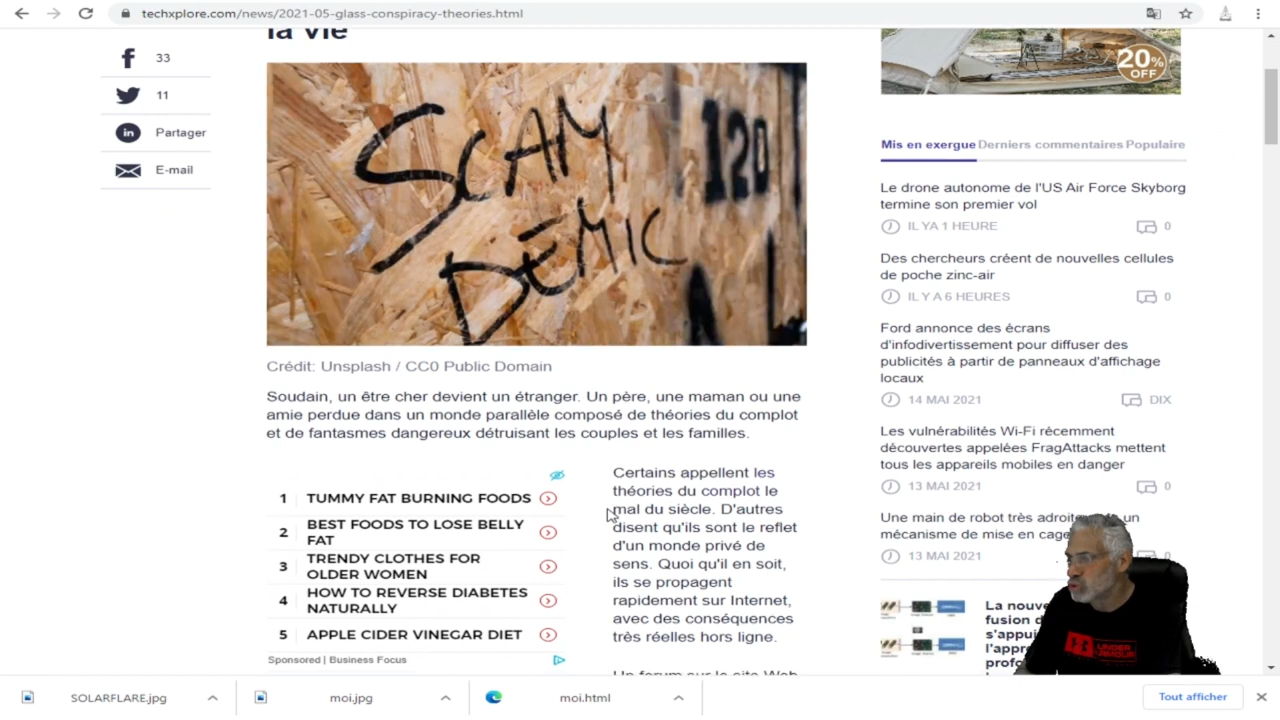 techxplore.com/news/2021-05-glass-conspiracy-theories.html
la vie
33
11
Partager
E-mail
SCAM
DEMIC
120
Crédit: Unsplash / CC0 Public Domain
Soudain, un être cher devient un étranger. Un père, une maman ou une
amie perdue dans un monde parallèle composé de théories du complot
et de fantasmes dangereux détruisant les couples et les familles.
1 TUMMY FAT BURNING FOODS
2 BEST FOODS TO LOSE BELLY
FAT
3 TRENDY CLOTHES FOR
OLDER WOMEN
4 HOW TO REVERSE DIABETES
NATURALLY
5 APPLE CIDER VINEGAR DIET
Sponsored | Business Focus
Certains appellent les
théories du complot le
mal du siècle. D'autres
disent qu'ils sont le reflet
d'un monde privé de
sens. Quoi qu'il en soit,
ils se propagent
rapidement sur Internet,
avec des conséquences
très réelles hors ligne.
Un forum sur le site Web
20%
OFF
Mis en exergue Derniers commentaires Populaire
Le drone autonome de l'US Air Force Skyborg
termine son premier vol
IL YA 1 HEURE 0
Des chercheurs créent de nouvelles cellules
de poche zinc-air
IL Y A 6 HEURES 0
Ford annonce des écrans
d'infodivertissement pour diffuser des
publicités à partir de panneaux d'affichage
locaux
14 MAI 2021 DIX
Les vulnérabilités Wi-Fi récemment
découvertes appelées FragAttacks mettent
tous les appareils mobiles en danger
13 MAI 2021 0
Une main de robot très adroite un
mécanisme de mise en cage
13 MAI 2021 0
La nouve
fusion d
s'appui
l'appr
profo
UNDER
ARMOUR
SOLARFLARE.jpg
moi.jpg
moi.html
Tout afficher